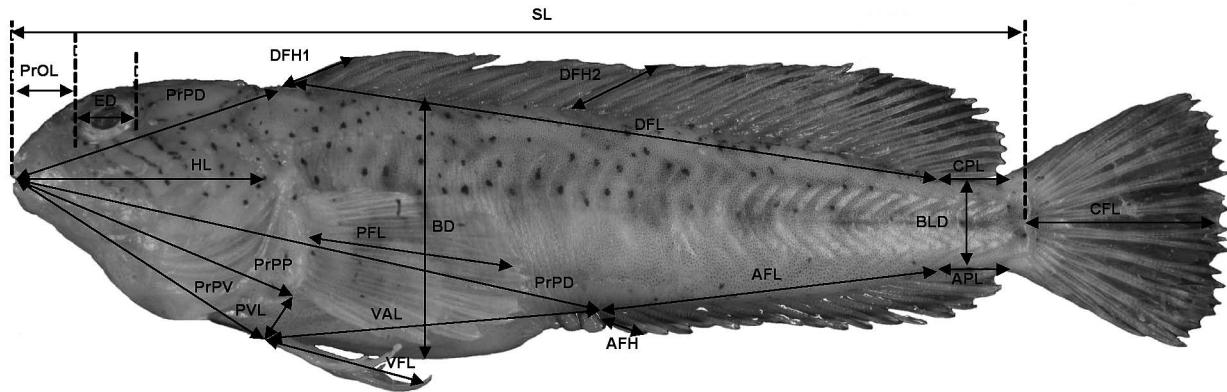 SL
DFH1
PrOL
DFH2
ED
PrPD
DFL
HL
CPL
BD
BLD
CFL
PFL
PrPP
PrPD
AFL
APL
PrPV
PVL
VAL
AFH
VFL